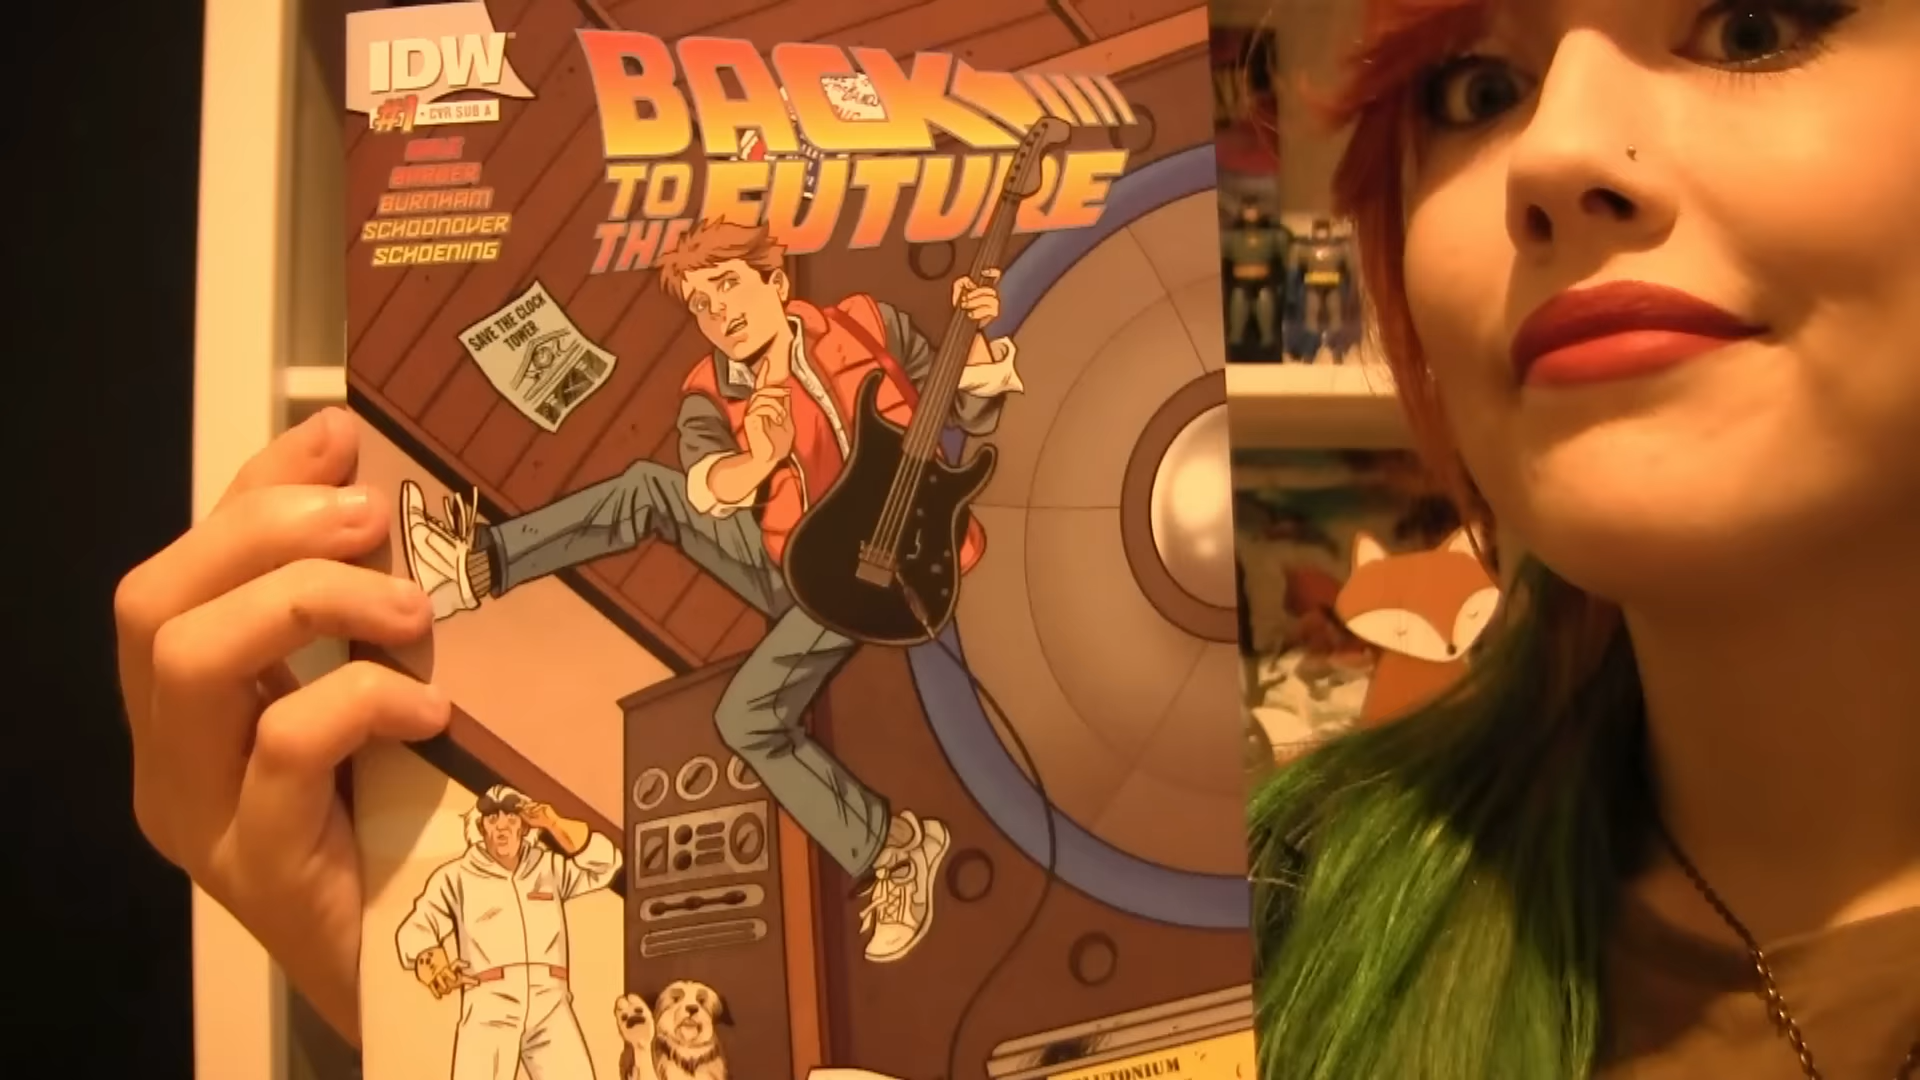 IDW
#1 • CVR SUB A
GALE
BARBER
BURNHAM
SCHOONOVER
SCHOENING
BACK
TO THE FUTURE
SAVE THE CLOCK
TOWER
PLUTONIUM